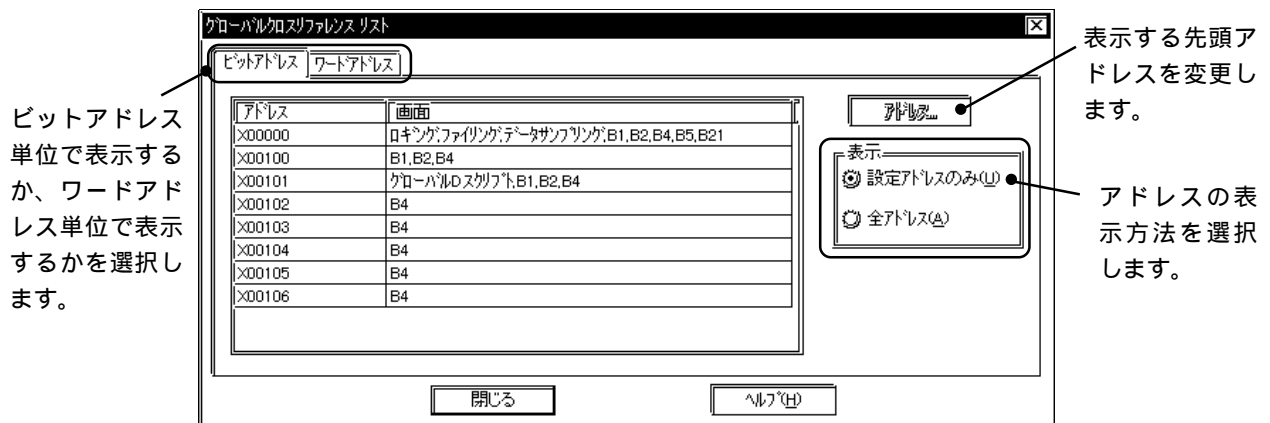 ｸﾞﾛｰﾊﾞﾙｸﾛｽﾘﾌｧﾚﾝｽ ﾘｽﾄ
ﾋﾞｯﾄｱﾄﾞﾚｽ ﾜｰﾄﾞｱﾄﾞﾚｽ
ｱﾄﾞﾚｽ 画面
X00000 ﾛｷﾞﾝｸﾞ,ﾌｧｲﾘﾝｸﾞ,ﾃﾞｰﾀｻﾝﾌﾟﾘﾝｸﾞ,B1,B2,B4,B5,B21
X00100 B1,B2,B4
X00101 ｸﾞﾛｰﾊﾞﾙDｽｸﾘﾌﾟﾄ,B1,B2,B4
X00102 B4
X00103 B4
X00104 B4
X00105 B4
X00106 B4
ｱﾄﾞﾚｽ...
表示
設定ｱﾄﾞﾚｽのみ(U)
全ｱﾄﾞﾚｽ(A)
閉じる
ﾍﾙﾌﾟ(H)
ビットアドレス
単位で表示する
か、ワードアド
レス単位で表示
するかを選択し
ます。
表示する先頭ア
ドレスを変更し
ます。
アドレスの表
示方法を選択
します。